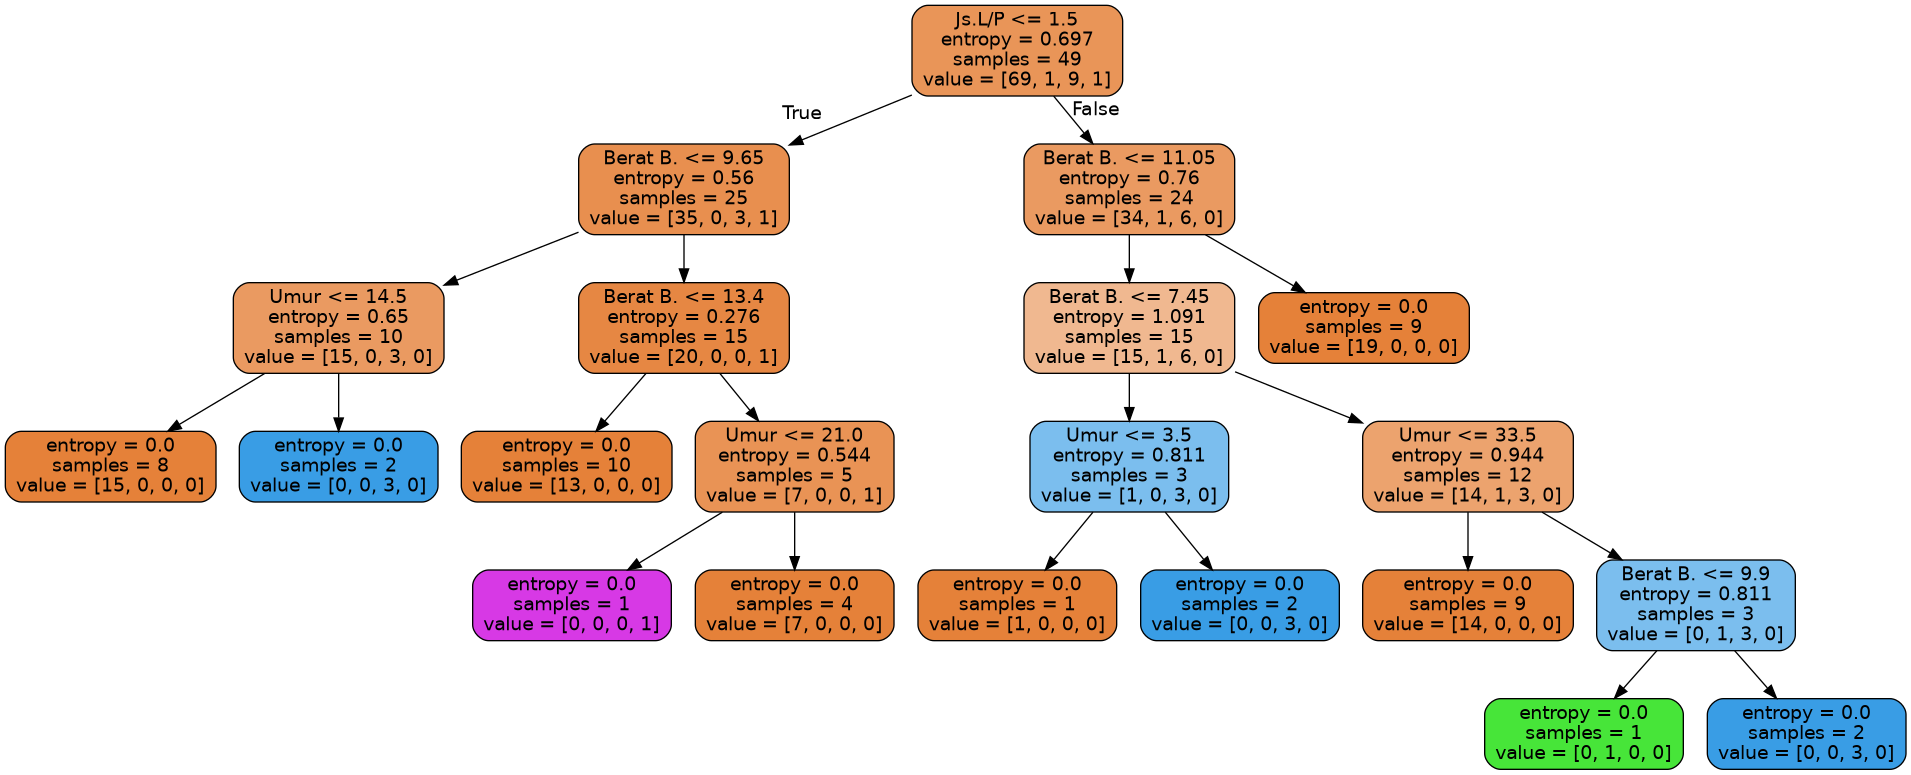 Js.L/P <= 1.5
entropy = 0.697
samples = 49
value = [69, 1, 9, 1]
True
False
Berat B. <= 9.65
entropy = 0.56
samples = 25
value = [35, 0, 3, 1]
Berat B. <= 11.05
entropy = 0.76
samples = 24
value = [34, 1, 6, 0]
Umur <= 14.5
entropy = 0.65
samples = 10
value = [15, 0, 3, 0]
Berat B. <= 13.4
entropy = 0.276
samples = 15
value = [20, 0, 0, 1]
Berat B. <= 7.45
entropy = 1.091
samples = 15
value = [15, 1, 6, 0]
entropy = 0.0
samples = 9
value = [19, 0, 0, 0]
entropy = 0.0
samples = 8
value = [15, 0, 0, 0]
entropy = 0.0
samples = 2
value = [0, 0, 3, 0]
entropy = 0.0
samples = 10
value = [13, 0, 0, 0]
Umur <= 21.0
entropy = 0.544
samples = 5
value = [7, 0, 0, 1]
Umur <= 3.5
entropy = 0.811
samples = 3
value = [1, 0, 3, 0]
Umur <= 33.5
entropy = 0.944
samples = 12
value = [14, 1, 3, 0]
entropy = 0.0
samples = 1
value = [0, 0, 0, 1]
entropy = 0.0
samples = 4
value = [7, 0, 0, 0]
entropy = 0.0
samples = 1
value = [1, 0, 0, 0]
entropy = 0.0
samples = 2
value = [0, 0, 3, 0]
entropy = 0.0
samples = 9
value = [14, 0, 0, 0]
Berat B. <= 9.9
entropy = 0.811
samples = 3
value = [0, 1, 3, 0]
entropy = 0.0
samples = 1
value = [0, 1, 0, 0]
entropy = 0.0
samples = 2
value = [0, 0, 3, 0]